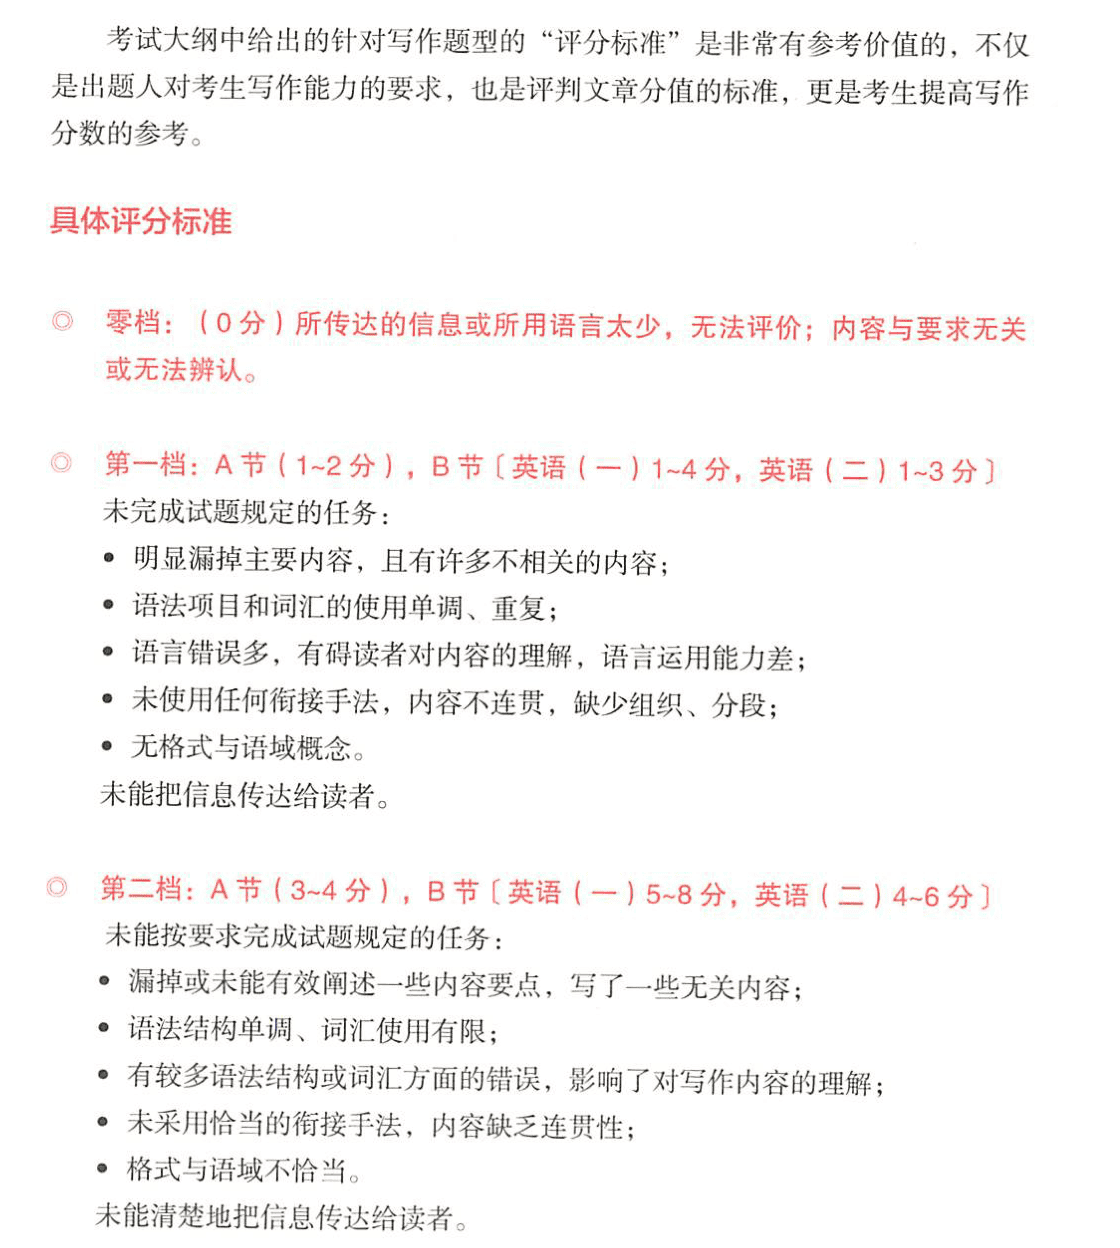 考试大纲中给出的针对写作题型的“评分标准”是非常有参考价值的，不仅
是出题人对考生写作能力的要求，也是评判文章分值的标准，更是考生提高写作
分数的参考。
具体评分标准
◎ 零档：（0 分）所传达的信息或所用语言太少，无法评价；内容与要求无关
或无法辨认。
◎ 第一档：A 节（1~2 分），B 节〔英语（一）1~4 分，英语（二）1~3 分〕
未完成试题规定的任务：
• 明显漏掉主要内容，且有许多不相关的内容；
• 语法项目和词汇的使用单调、重复；
• 语言错误多，有碍读者对内容的理解，语言运用能力差；
• 未使用任何衔接手法，内容不连贯，缺少组织、分段；
• 无格式与语域概念。
未能把信息传达给读者。
◎ 第二档：A 节（3~4 分），B 节〔英语（一）5~8 分，英语（二）4~6 分〕
未能按要求完成试题规定的任务：
• 漏掉或未能有效阐述一些内容要点，写了一些无关内容；
• 语法结构单调、词汇使用有限；
• 有较多语法结构或词汇方面的错误，影响了对写作内容的理解；
• 未采用恰当的衔接手法，内容缺乏连贯性；
• 格式与语域不恰当。
未能清楚地把信息传达给读者。